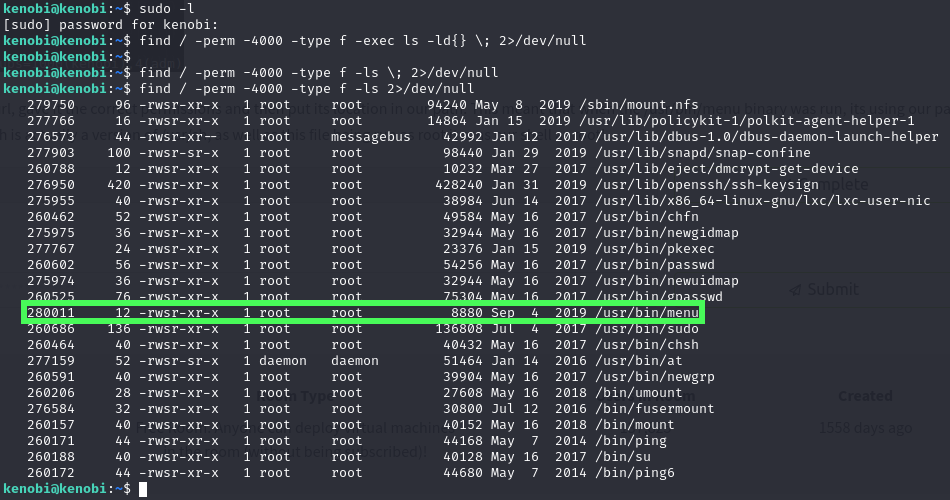 kenobi@kenobi:~$ sudo -l
[sudo] password for kenobi:
kenobi@kenobi:~$ find / -perm -4000 -type f -exec ls -ld{} \; 2>/dev/null
kenobi@kenobi:~$
kenobi@kenobi:~$ find / -perm -4000 -type f -ls \; 2>/dev/null
kenobi@kenobi:~$ find / -perm -4000 -type f -ls 2>/dev/null
279750 96 -rwsr-xr-x 1 root root 94240 May 8 2019 /sbin/mount.nfs
277766 16 -rwsr-xr-x 1 root root 14864 Jan 15 2019 /usr/lib/policykit-1/polkit-agent-helper-1
276573 44 -rwsr-xr-- 1 root messagebus 42992 Jan 12 2017 /usr/lib/dbus-1.0/dbus-daemon-launch-helper
277903 100 -rwsr-sr-x 1 root root 98440 Jan 29 2019 /usr/lib/snapd/snap-confine
260788 12 -rwsr-xr-x 1 root root 10232 Mar 27 2017 /usr/lib/eject/dmcrypt-get-device
276950 420 -rwsr-xr-x 1 root root 428240 Jan 31 2019 /usr/lib/openssh/ssh-keysign
275955 40 -rwsr-xr-x 1 root root 38984 Jun 14 2017 /usr/lib/x86_64-linux-gnu/lxc/lxc-user-nic
260462 52 -rwsr-xr-x 1 root root 49584 May 16 2017 /usr/bin/chfn
275975 36 -rwsr-xr-x 1 root root 32944 May 16 2017 /usr/bin/newgidmap
277767 24 -rwsr-xr-x 1 root root 23376 Jan 15 2019 /usr/bin/pkexec
260602 56 -rwsr-xr-x 1 root root 54256 May 16 2017 /usr/bin/passwd
275974 36 -rwsr-xr-x 1 root root 32944 May 16 2017 /usr/bin/newuidmap
260525 76 -rwsr-xr-x 1 root root 75304 May 16 2017 /usr/bin/gpasswd
280011 12 -rwsr-xr-x 1 root root 8880 Sep 4 2019 /usr/bin/menu
260686 136 -rwsr-xr-x 1 root root 136808 Jul 4 2017 /usr/bin/sudo
260464 40 -rwsr-xr-x 1 root root 40432 May 16 2017 /usr/bin/chsh
277159 52 -rwsr-sr-x 1 daemon daemon 51464 Jan 14 2016 /usr/bin/at
260591 40 -rwsr-xr-x 1 root root 39904 May 16 2017 /usr/bin/newgrp
260206 28 -rwsr-xr-x 1 root root 27608 May 16 2018 /bin/umount
276584 32 -rwsr-xr-x 1 root root 30800 Jul 12 2016 /bin/fusermount
260157 40 -rwsr-xr-x 1 root root 40152 May 16 2018 /bin/mount
260171 44 -rwsr-xr-x 1 root root 44168 May 7 2014 /bin/ping
260188 40 -rwsr-xr-x 1 root root 40128 May 16 2017 /bin/su
260172 44 -rwsr-xr-x 1 root root 44680 May 7 2014 /bin/ping6
kenobi@kenobi:~$
Submit
Created
1558 days ago